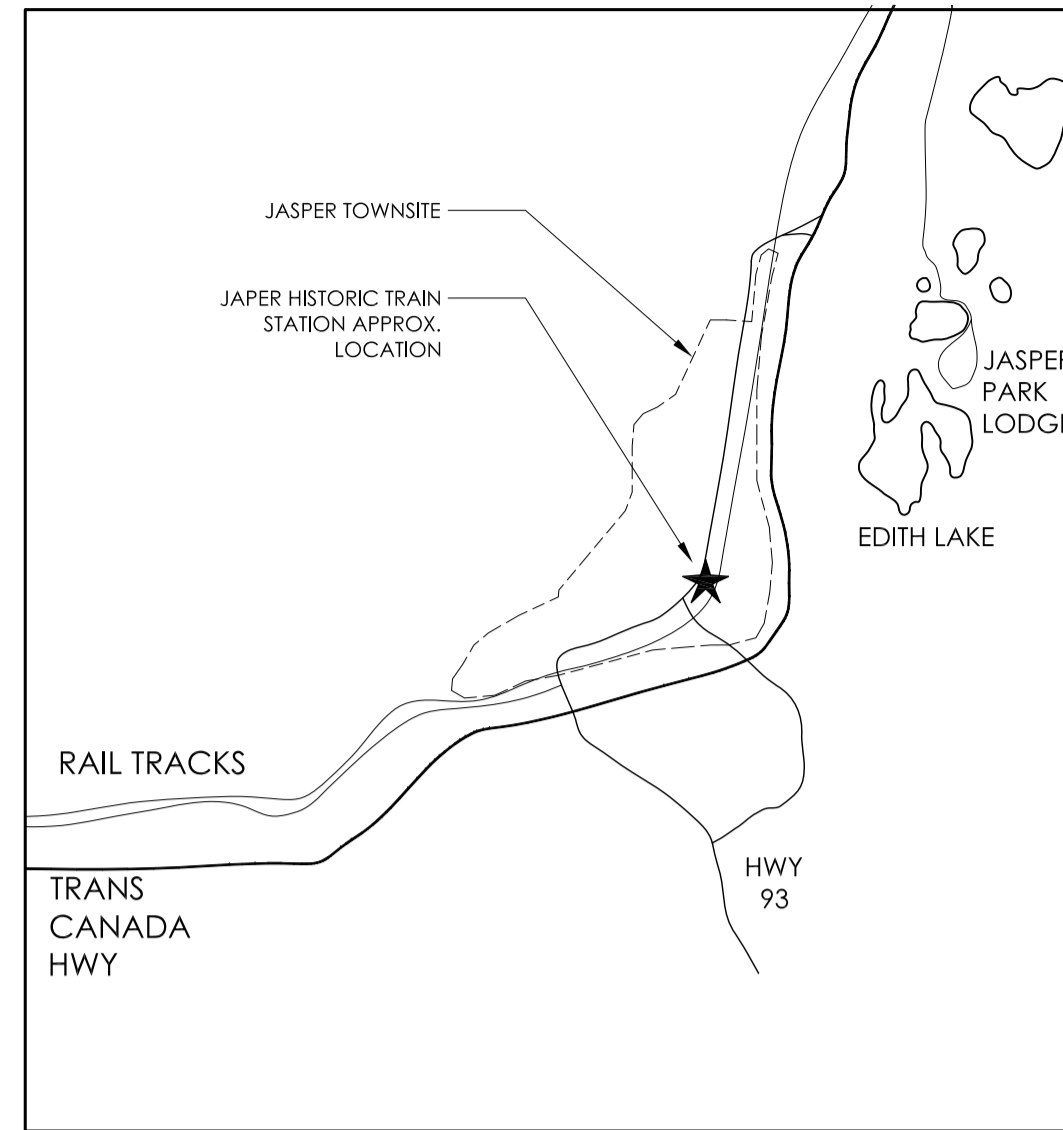 JASPER TOWNSITE
JAPER HISTORIC TRAIN
STATION APPROX.
LOCATION
JASPER
PARK
LODGE
EDITH LAKE
RAIL TRACKS
TRANS
CANADA
HWY
HWY
93